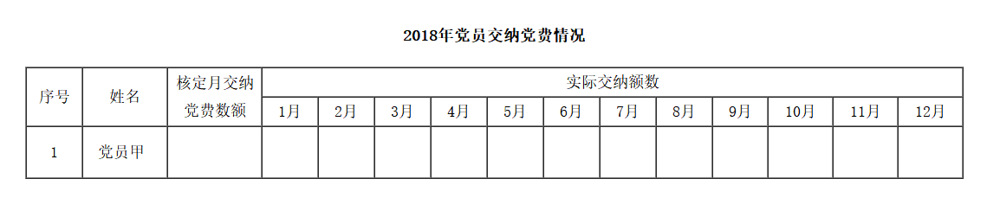 2018年党员交纳党费情况
序号 姓名 核定月交纳党费数额 实际交纳额数
1月 2月 3月 4月 5月 6月 7月 8月 9月 10月 11月 12月
1 党员甲